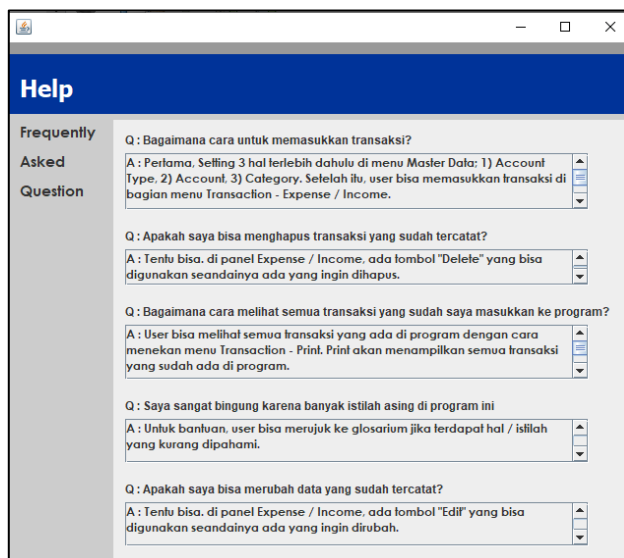 Help
Frequently
Asked
Question
Q : Bagaimana cara untuk memasukkan transaksi?
A : Pertama, Setting 3 hal terlebih dahulu di menu Master Data; 1) Account
Type, 2) Account, 3) Category. Setelah itu, user bisa memasukkan transaksi di
bagian menu Transaction - Expense / Income.
Q : Apakah saya bisa menghapus transaksi yang sudah tercatat?
A : Tentu bisa. di panel Expense / Income, ada tombol "Delete" yang bisa
digunakan seandainya ada yang ingin dihapus.
Q : Bagaimana cara melihat semua transaksi yang sudah saya masukkan ke program?
A : User bisa melihat semua transaksi yang ada di program dengan cara
menekan menu Transaction - Print. Print akan menampilkan semua transaksi
yang sudah ada di program.
Q : Saya sangat bingung karena banyak istilah asing di program ini
A : Untuk bantuan, user bisa merujuk ke glosarium jika terdapat hal / istilah
yang kurang dipahami.
Q : Apakah saya bisa merubah data yang sudah tercatat?
A : Tentu bisa. di panel Expense / Income, ada tombol "Edit" yang bisa
digunakan seandainya ada yang ingin dirubah.